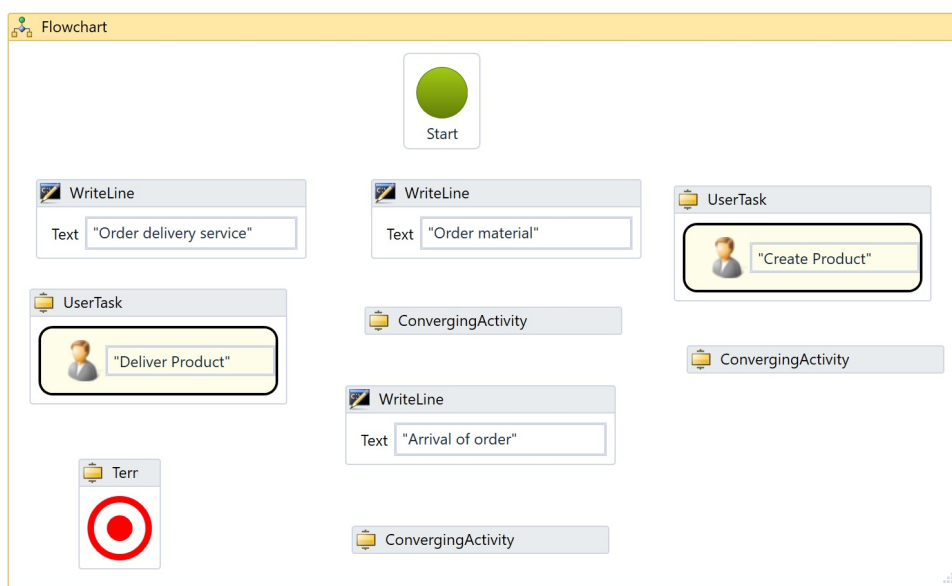 Flowchart
Start
WriteLine
Text "Order delivery service"
WriteLine
Text "Order material"
UserTask
"Create Product"
UserTask
"Deliver Product"
ConvergingActivity
ConvergingActivity
WriteLine
Text "Arrival of order"
Terr
ConvergingActivity